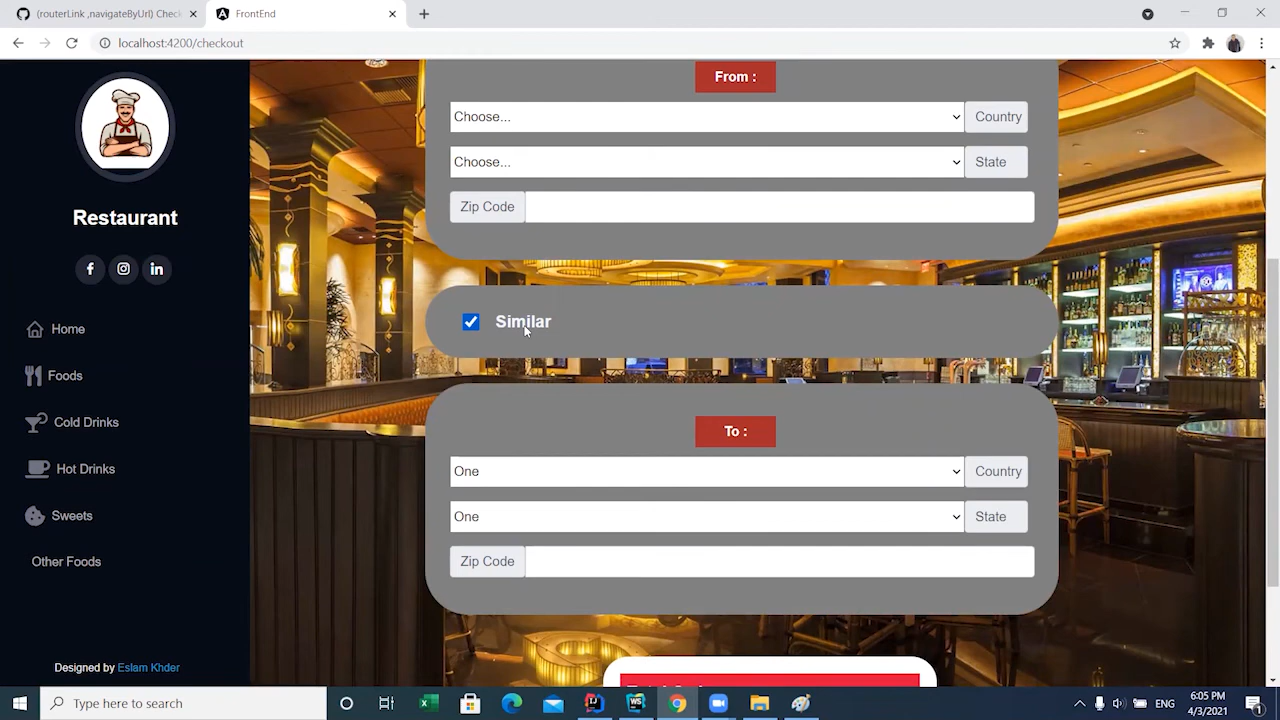 (routerLink ,navigateByUrl) Check
FrontEnd
localhost:4200/checkout
Restaurant
Home
Foods
Cold Drinks
Hot Drinks
Sweets
Other Foods
Designed by Eslam Khder
From :
Choose... Country
Choose... State
Zip Code
Similar
To :
One Country
One State
Zip Code
Type here to search
ENG
6:05 PM
4/3/2021